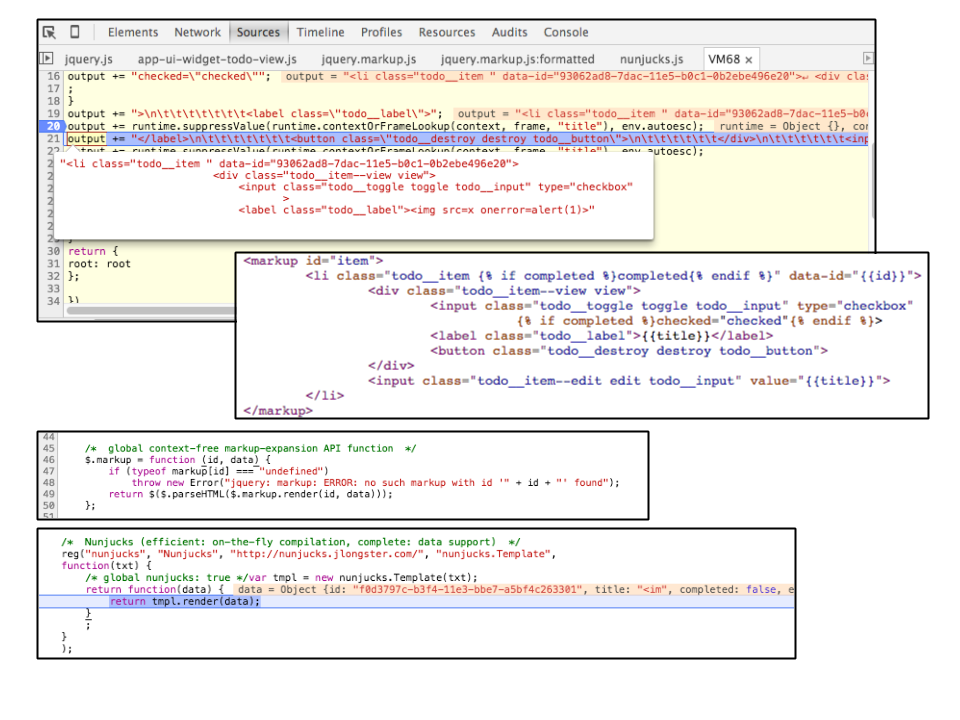 Elements Network Sources Timeline Profiles Resources Audits Console
jquery.js app-ui-widget-todo-view.js jquery.markup.js jquery.markup.js:formatted nunjucks.js VM68 ×
16 output += "checked=\"checked\""; output = "<li class="todo__item " data-id="93062ad8-7dac-11e5-b0c1-0b2ebe496e20">↵ <div clas
17 ;
18 }
19 output += ">\n\t\t\t\t\t\t\t\t<label class=\"todo__label\">"; output = "<li class="todo__item " data-id="93062ad8-7dac-11e5-b0
20 output += runtime.suppressValue(runtime.contextOrFrameLookup(context, frame, "title"), env.autoesc); runtime = Object {}, con
21 output += "</label>\n\t\t\t\t\t\t\t\t<button class=\"todo__destroy destroy todo__button\">\n\t\t\t\t\t\t\t</div>\n\t\t\t\t\t\t\t<inp
22 output += runtime.suppressValue(runtime.contextOrFrameLookup(context, frame, "title"), env.autoesc);
"<li class="todo__item " data-id="93062ad8-7dac-11e5-b0c1-0b2ebe496e20">
<div class="todo__item--view view">
<input class="todo__toggle toggle todo__input" type="checkbox"
>
<label class="todo__label"><img src=x onerror=alert(1)>"
29 }
30 return {
31 root: root
32 };
33
34 })
<markup id="item">
<li class="todo__item {% if completed %}completed{% endif %}" data-id="{{id}}">
<div class="todo__item--view view">
<input class="todo__toggle toggle todo__input" type="checkbox"
{% if completed %}checked="checked"{% endif %}>
<label class="todo__label">{{title}}</label>
<button class="todo__destroy destroy todo__button">
</div>
<input class="todo__item--edit edit todo__input" value="{{title}}">
</li>
</markup>
44
45 /* global context-free markup-expansion API function */
46 $.markup = function (id, data) {
47 if (typeof markup[id] === "undefined")
48 throw new Error("jquery: markup: ERROR: no such markup with id '" + id + "' found");
49 return $($.parseHTML($.markup.render(id, data)));
50 };
51
/* Nunjucks (efficient: on-the-fly compilation, complete: data support) */
reg("nunjucks", "Nunjucks", "http://nunjucks.jlongster.com/", "nunjucks.Template",
function(txt) {
/* global nunjucks: true */var tmpl = new nunjucks.Template(txt);
return function(data) { data = Object {id: "f0d3797c-b3f4-11e3-bbe7-a5bf4c263301", title: "<im", completed: false, e
return tmpl.render(data);
}
;
}
);